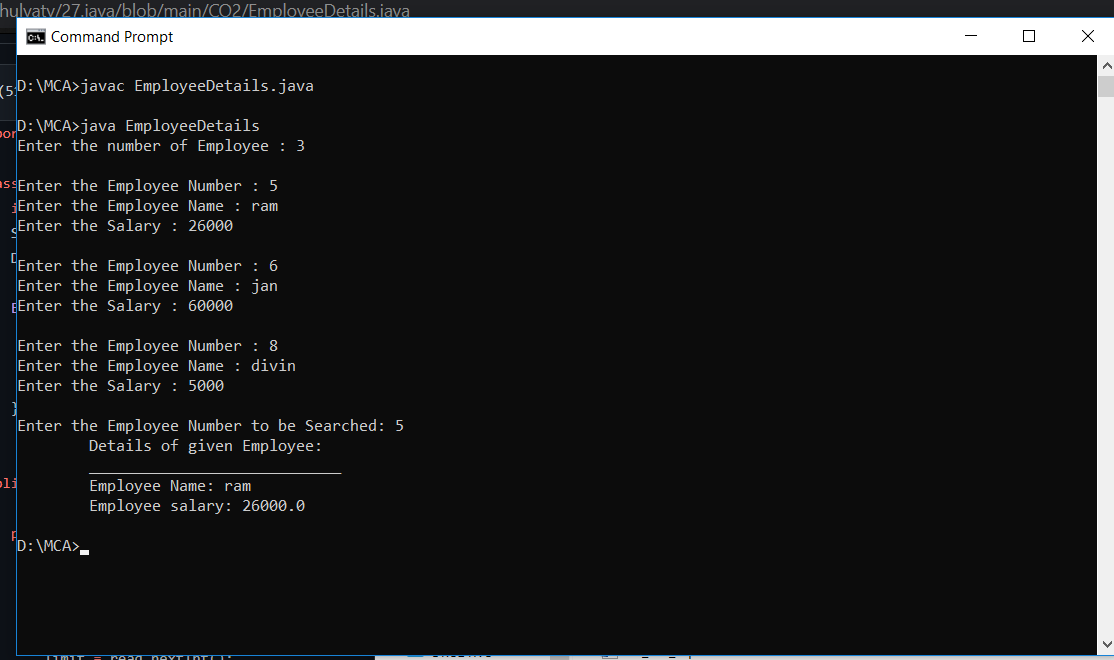 hulyatv/27.java/blob/main/CO2/EmployeeDetails.java
Command Prompt
D:\MCA>javac EmployeeDetails.java
D:\MCA>java EmployeeDetails
Enter the number of Employee : 3
Enter the Employee Number : 5
Enter the Employee Name : ram
Enter the Salary : 26000
Enter the Employee Number : 6
Enter the Employee Name : jan
Enter the Salary : 60000
Enter the Employee Number : 8
Enter the Employee Name : divin
Enter the Salary : 5000
Enter the Employee Number to be Searched: 5
Details of given Employee:
____________________________
Employee Name: ram
Employee salary: 26000.0
D:\MCA>
limit = read.nextInt();